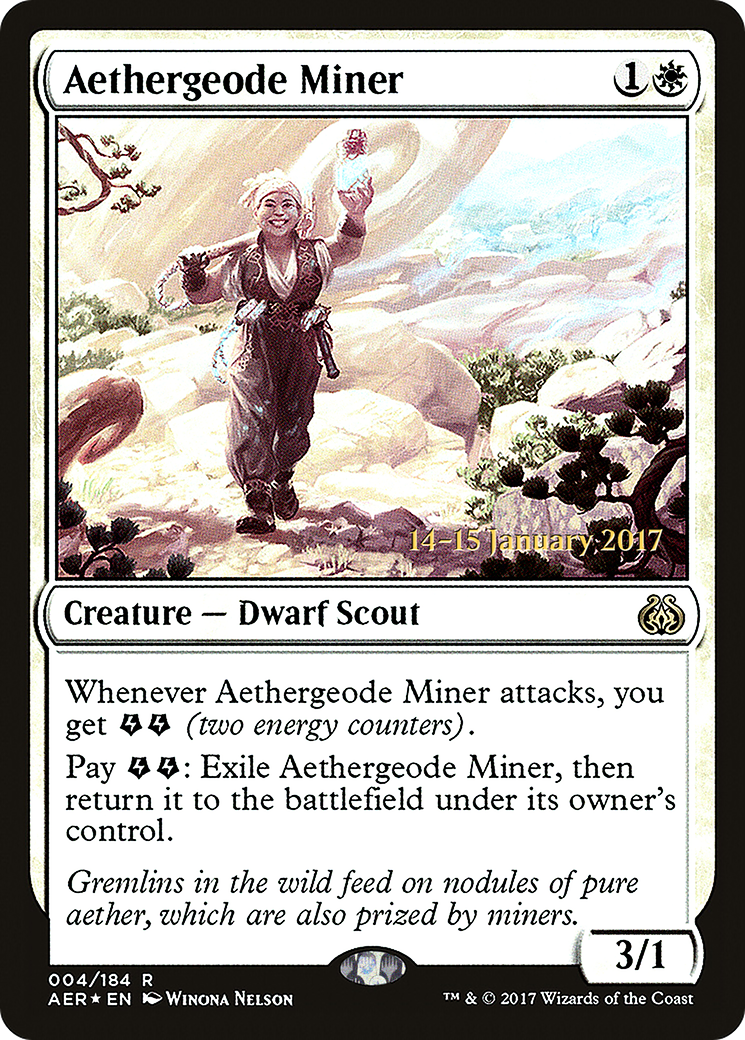 Aethergeode Miner 1
14–15 January 2017
Creature — Dwarf Scout
Whenever Aethergeode Miner attacks, you
get (two energy counters).
Pay : Exile Aethergeode Miner, then
return it to the battlefield under its owner's
control.
Gremlins in the wild feed on nodules of pure
aether, which are also prized by miners.
3/1
004/184 R
AER★EN Winona Nelson
™ & © 2017 Wizards of the Coast